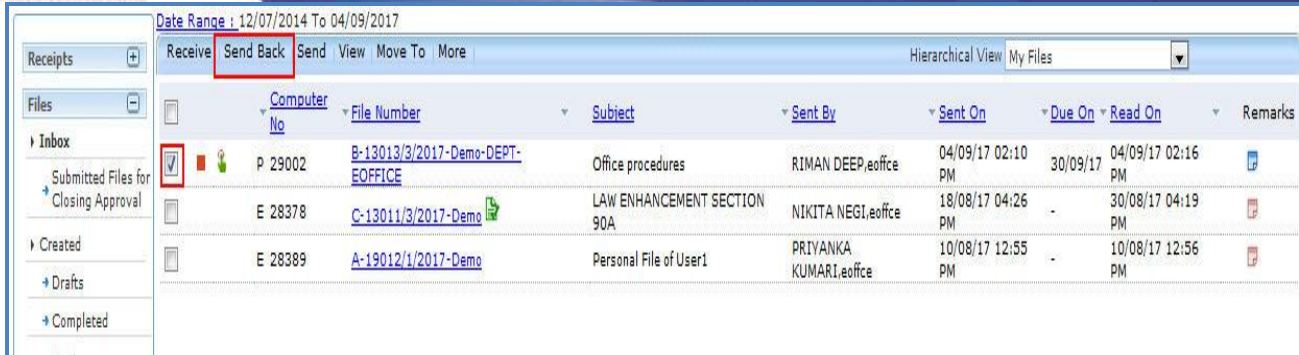 Date Range : 12/07/2014 To 04/09/2017
Receipts
Receive Send Back Send View Move To More
Hierarchical View My Files
Files
Computer No File Number Subject Sent By Sent On Due On Read On Remarks
Inbox
Submitted Files for
Closing Approval
Created
Drafts
Completed
P 29002 B-13013/3/2017-Demo-DEPT-
EOFFICE
Office procedures
RIMAN DEEP,eoffce
04/09/17 02:10
PM
30/09/17
04/09/17 02:16
PM
E 28378
C-13011/3/2017-Demo
LAW ENHANCEMENT SECTION
90A
NIKITA NEGI,eoffce
18/08/17 04:26
PM
-
30/08/17 04:19
PM
E 28389
A-19012/1/2017-Demo
Personal File of User1
PRIYANKA
KUMARI,eoffce
10/08/17 12:55
PM
-
10/08/17 12:56
PM